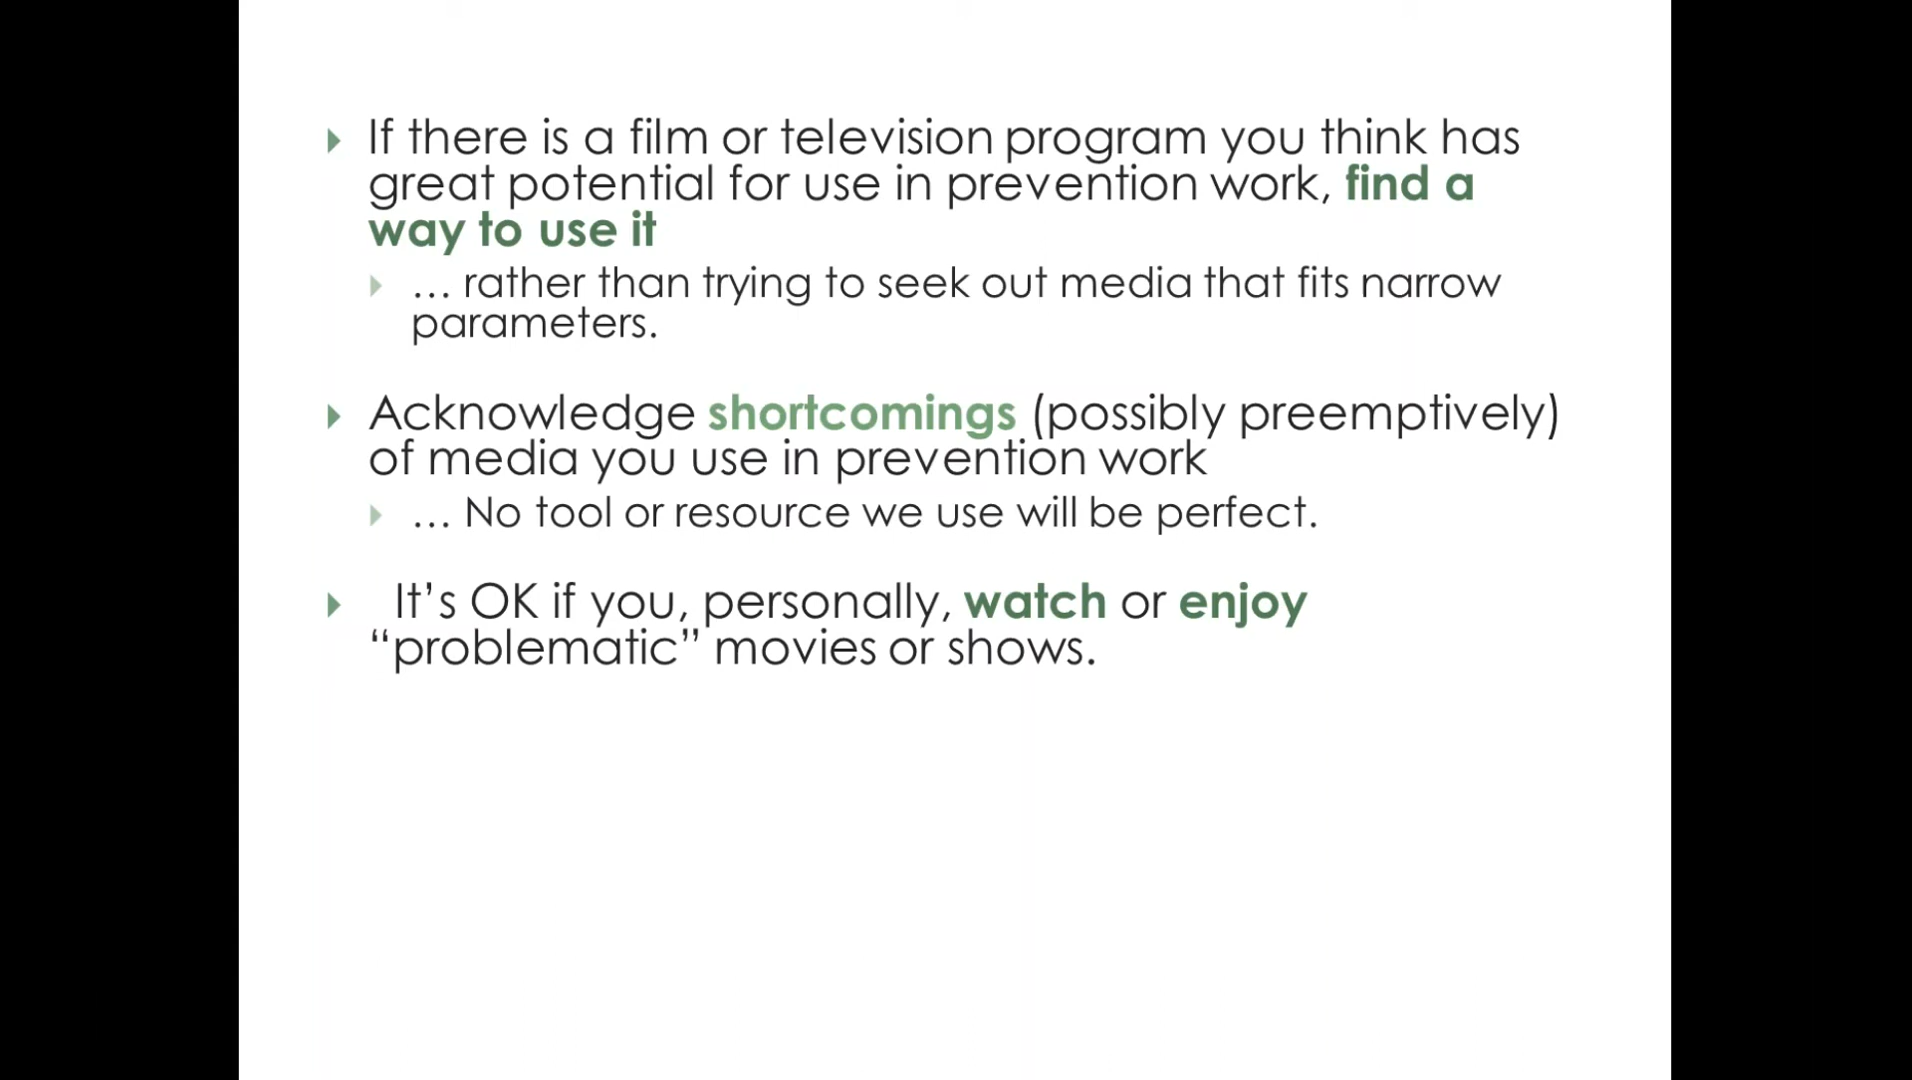 If there is a film or television program you think has
great potential for use in prevention work, find a
way to use it
… rather than trying to seek out media that fits narrow
parameters.
Acknowledge shortcomings (possibly preemptively)
of media you use in prevention work
… No tool or resource we use will be perfect.
It’s OK if you, personally, watch or enjoy
“problematic” movies or shows.